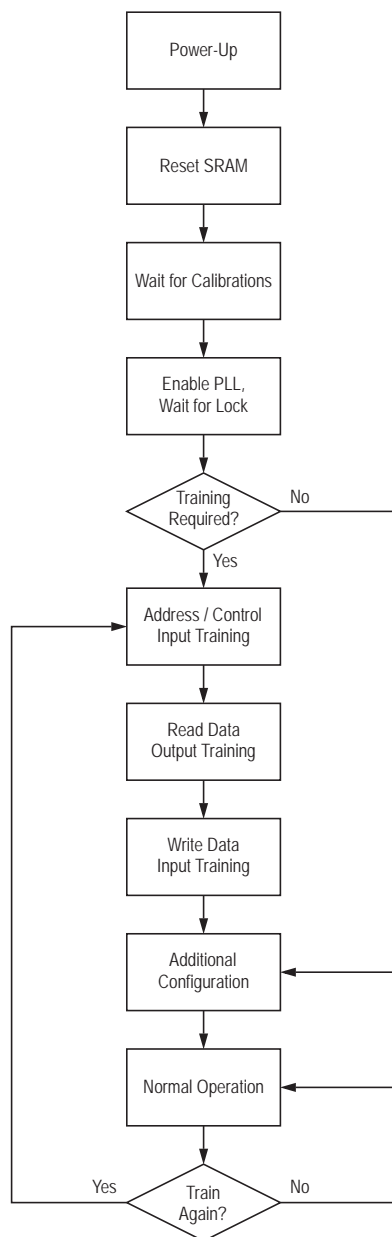 Power-Up
Reset SRAM
Wait for Calibrations
Enable PLL,
Wait for Lock
Training
Required?
No
Yes
Address / Control
Input Training
Read Data
Output Training
Write Data
Input Training
Additional
Configuration
Normal Operation
Yes
Train
Again?
No